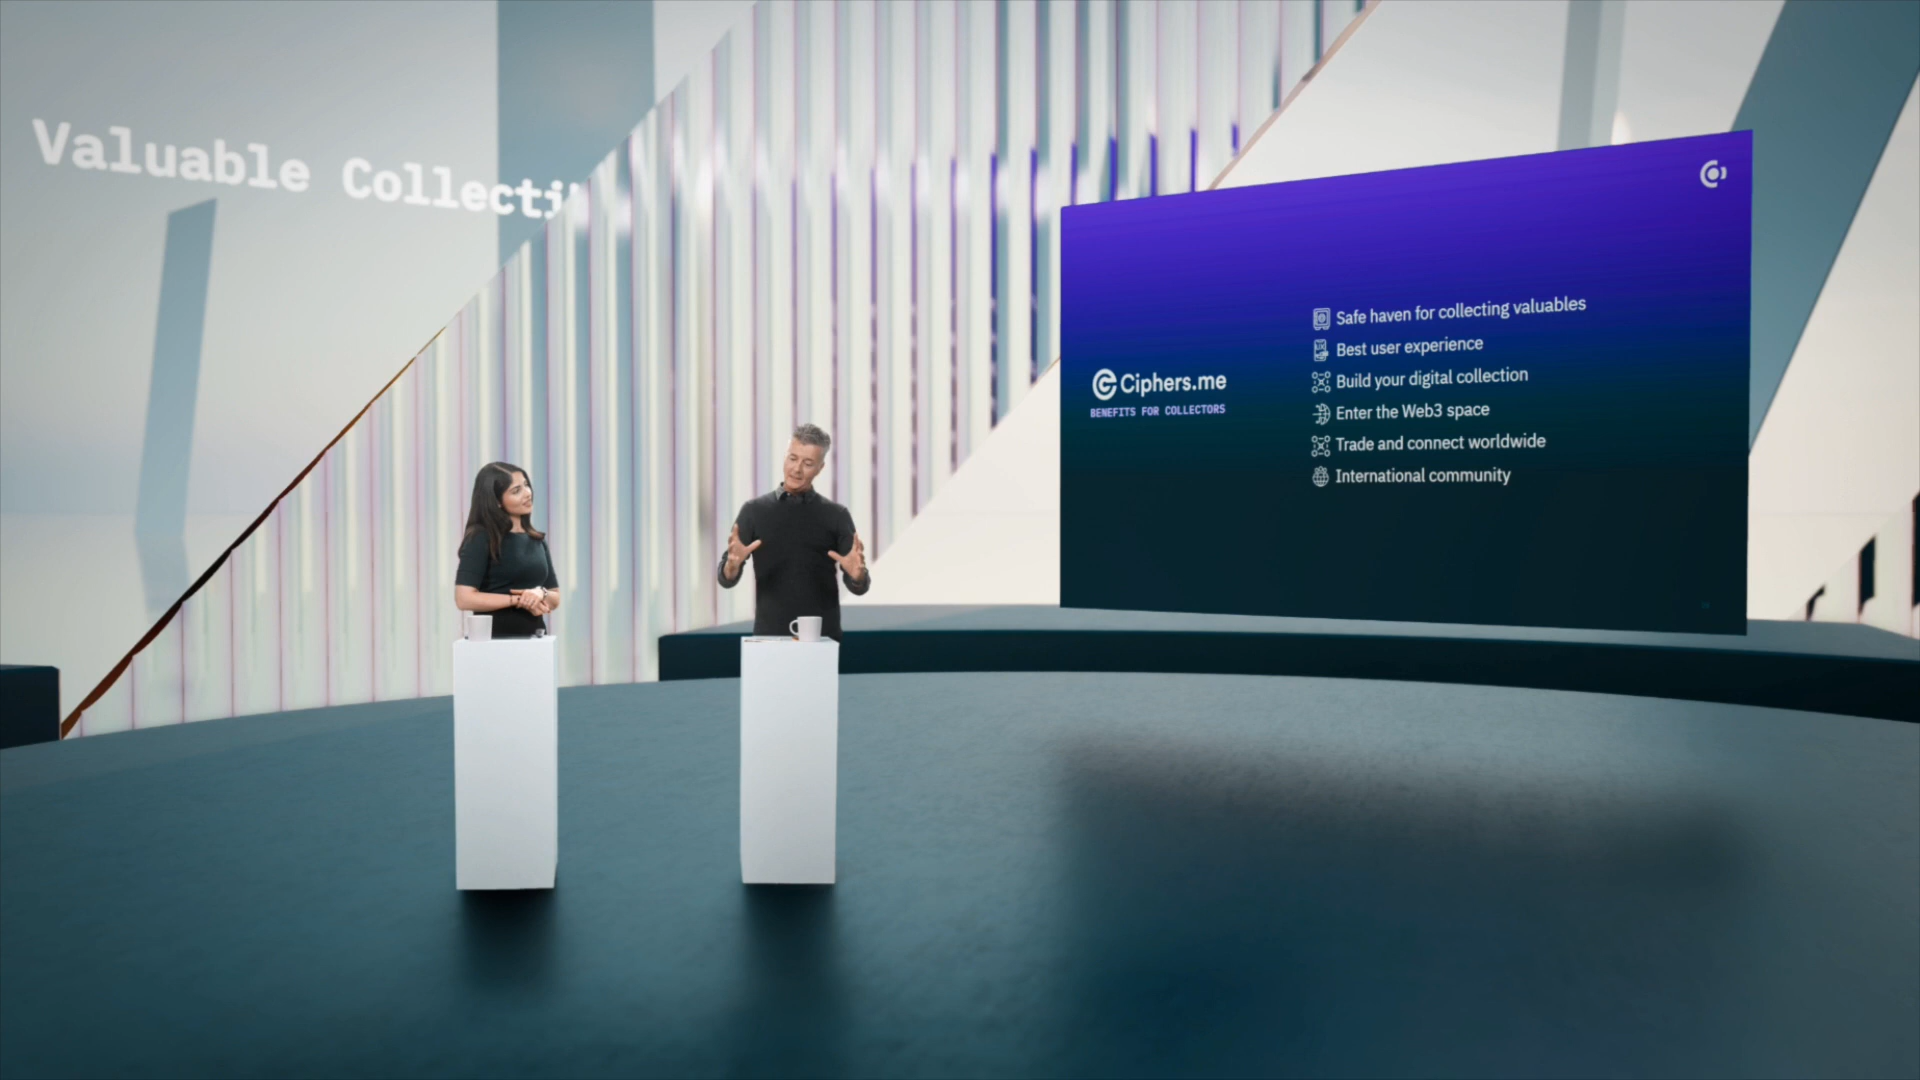 Valuable Collecti
Ciphers.me
BENEFITS FOR COLLECTORS
Safe haven for collecting valuables
Best user experience
Build your digital collection
Enter the Web3 space
Trade and connect worldwide
International community